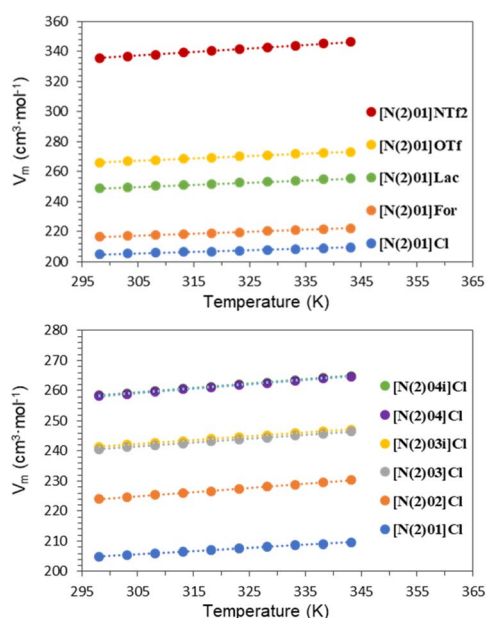 360
340
320
300
280
260
240
220
200
V_m (cm³·mol⁻¹)
[N(2)01]NTf2
[N(2)01]OTf
[N(2)01]Lac
[N(2)01]For
[N(2)01]Cl
295 305 315 325 335 345 355 365
Temperature (K)
280
270
260
250
240
230
220
210
200
V_m (cm³·mol⁻¹)
[N(2)04i]Cl
[N(2)04]Cl
[N(2)03i]Cl
[N(2)03]Cl
[N(2)02]Cl
[N(2)01]Cl
295 305 315 325 335 345 355 365
Temperature (K)